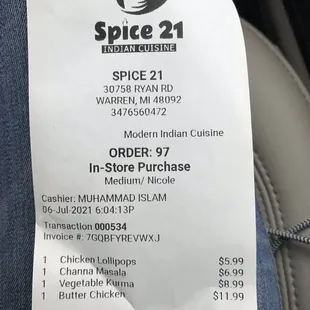 Spice 21
INDIAN CUISINE
SPICE 21
30758 RYAN RD
WARREN, MI 48092
3476560472
Modern Indian Cuisine
ORDER: 97
In-Store Purchase
Medium/ Nicole
Cashier: MUHAMMAD ISLAM
06-Jul-2021 6:04:13P
Transaction 000534
Invoice #: 7GQBFYREVWXJ
1 Chicken Lollipops $5.99
1 Channa Masala $6.99
1 Vegetable Kurma $8.99
1 Butter Chicken $11.99